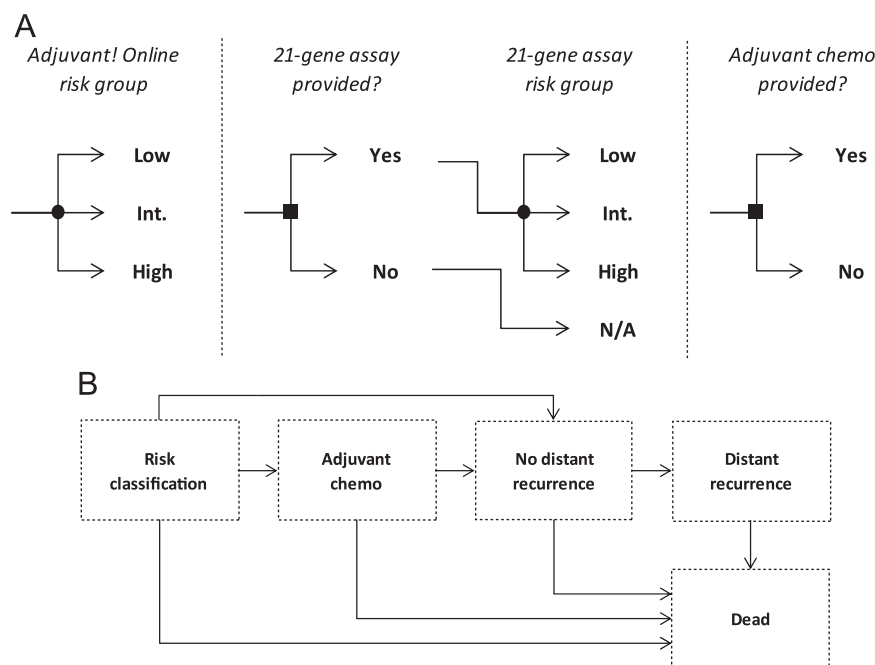 A
Adjuvant! Online
risk group
21-gene assay
provided?
21-gene assay
risk group
Adjuvant chemo
provided?
Low
Int.
High
Yes
No
Low
Int.
High
N/A
Yes
No
B
Risk
classification
Adjuvant
chemo
No distant
recurrence
Distant
recurrence
Dead